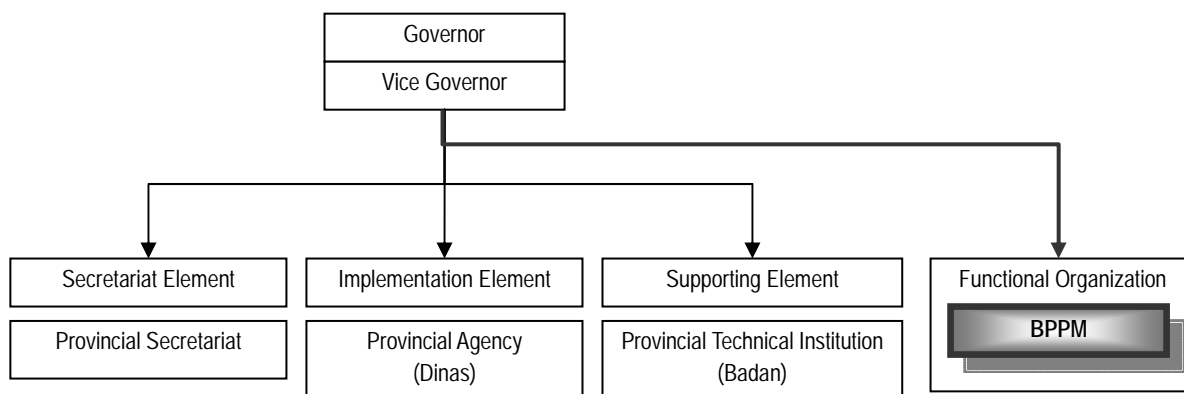 Governor
Vice Governor
Secretariat Element
Implementation Element
Supporting Element
Functional Organization
Provincial Secretariat
Provincial Agency
(Dinas)
Provincial Technical Institution
(Badan)
BPPM